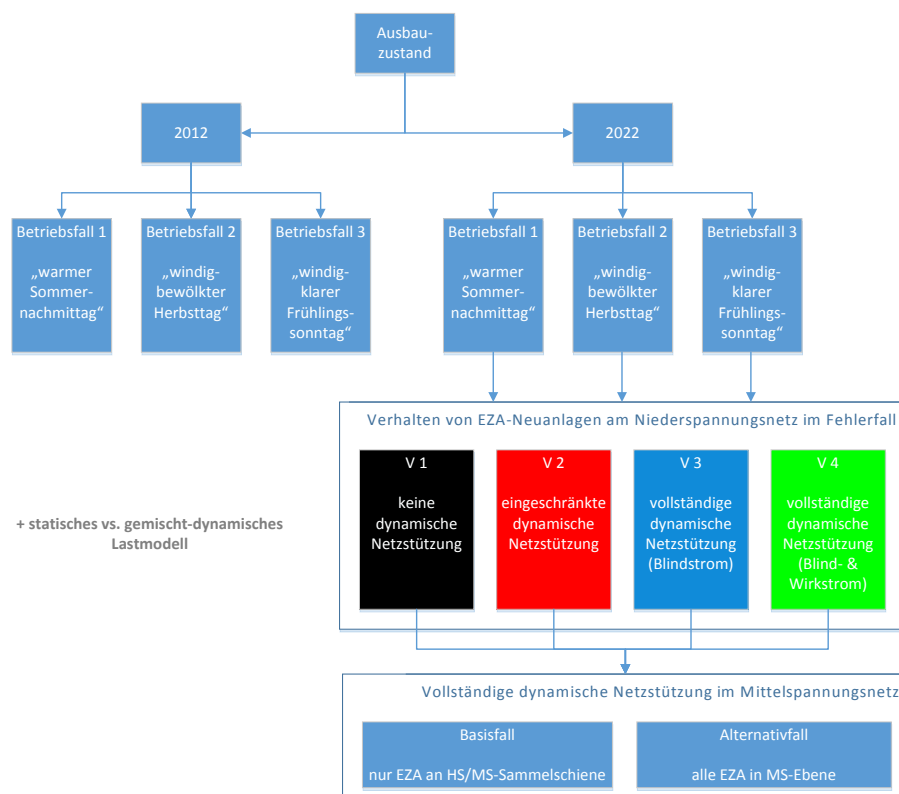 Ausbau-
zustand
2012
2022
Betriebsfall 1
„warmer
Sommer-
nachmittag“
Betriebsfall 2
„windig-
bewölkter
Herbsttag“
Betriebsfall 3
„windig-
klarer
Frühlings-
sonntag“
Betriebsfall 1
„warmer
Sommer-
nachmittag“
Betriebsfall 2
„windig-
bewölkter
Herbsttag“
Betriebsfall 3
„windig-
klarer
Frühlings-
sonntag“
Verhalten von EZA-Neuanlagen am Niederspannungsnetz im Fehlerfall
V 1
keine
dynamische
Netzstützung
V 2
eingeschränkte
dynamische
Netzstützung
V 3
vollständige
dynamische
Netzstützung
(Blindstrom)
V 4
vollständige
dynamische
Netzstützung
(Blind- &
Wirkstrom)
+ statisches vs. gemischt-dynamisches
Lastmodell
Vollständige dynamische Netzstützung im Mittelspannungsnetz
Basisfall
nur EZA an HS/MS-Sammelschiene
Alternativfall
alle EZA in MS-Ebene